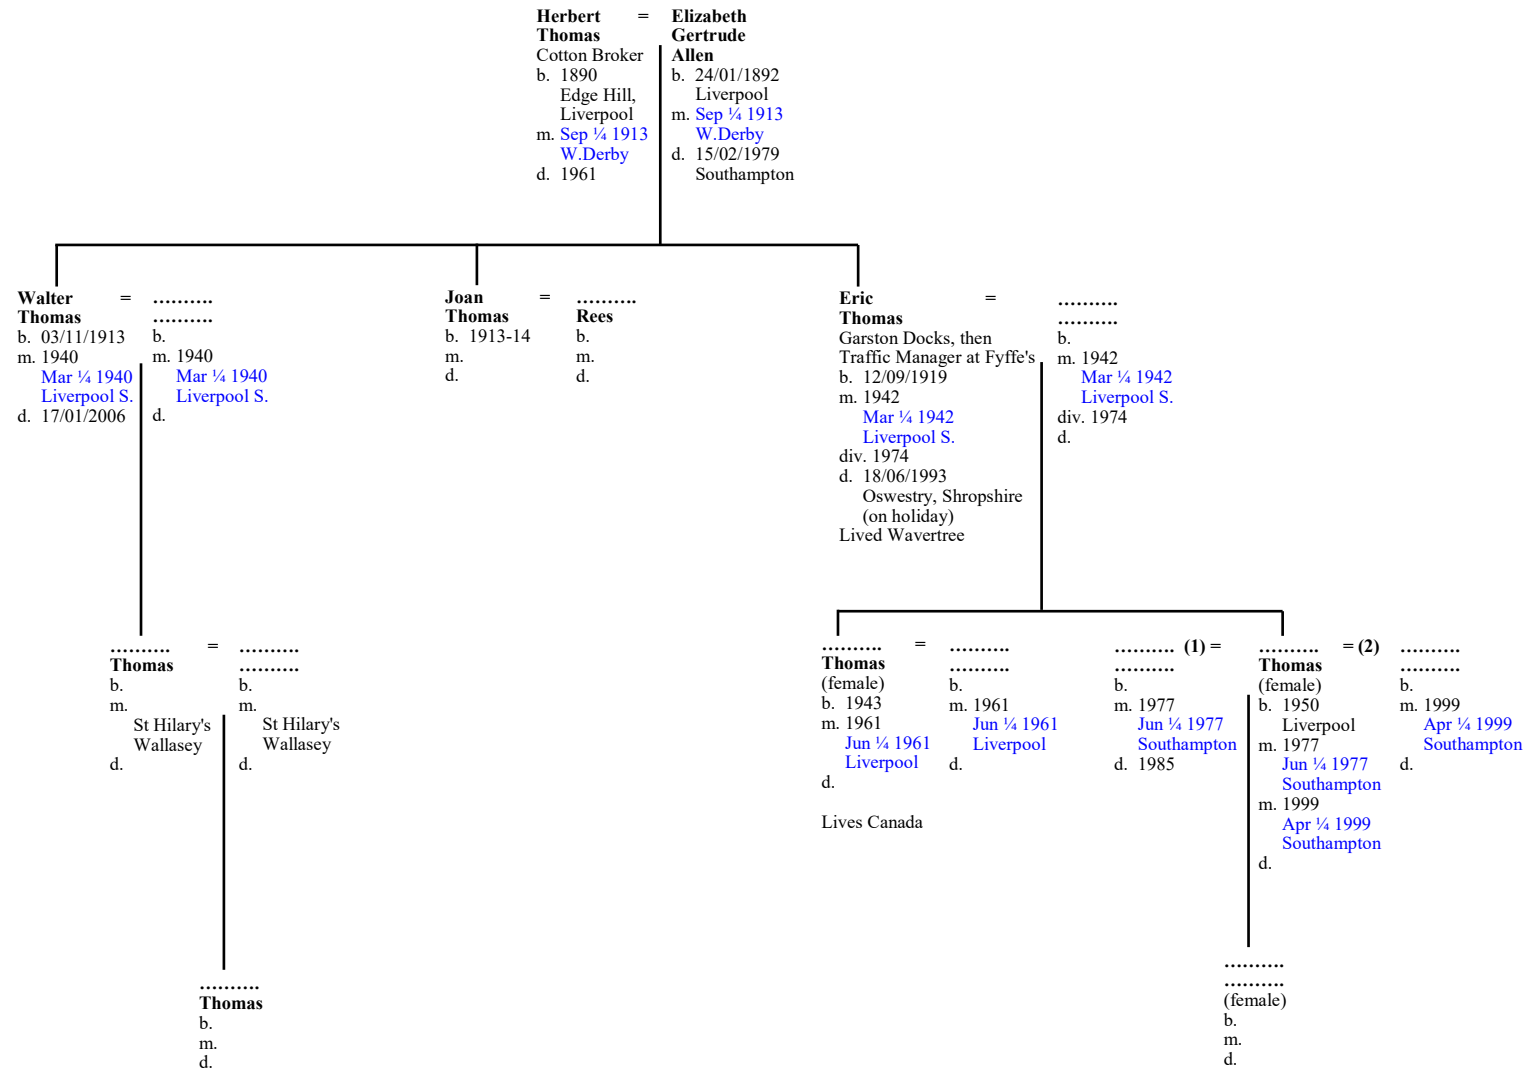 Herbert =
Thomas
Cotton Broker
b. 1890
Edge Hill,
Liverpool
m. Sep ¼ 1913
W.Derby
d. 1961
Elizabeth
Gertrude
Allen
b. 24/01/1892
Liverpool
m. Sep ¼ 1913
W.Derby
d. 15/02/1979
Southampton
Walter =
Thomas
b. 03/11/1913
m. 1940
Mar ¼ 1940
Liverpool S.
d. 17/01/2006
……….
……….
b.
m. 1940
Mar ¼ 1940
Liverpool S.
d.
Joan =
Thomas
b. 1913-14
m.
d.
……….
Rees
b.
m.
d.
Eric =
Thomas
Garston Docks, then
Traffic Manager at Fyffe's
b. 12/09/1919
m. 1942
Mar ¼ 1942
Liverpool S.
div. 1974
d. 18/06/1993
Oswestry, Shropshire
(on holiday)
Lived Wavertree
……….
……….
b.
m. 1942
Mar ¼ 1942
Liverpool S.
div. 1974
d.
………. =
Thomas
b.
m.
St Hilary's
Wallasey
d.
……….
……….
b.
m.
St Hilary's
Wallasey
d.
………. =
Thomas
(female)
b. 1943
m. 1961
Jun ¼ 1961
Liverpool
d.
Lives Canada
……….
……….
b.
m. 1961
Jun ¼ 1961
Liverpool
d.
………. (1) =
……….
b.
m. 1977
Jun ¼ 1977
Southampton
d. 1985
………. = (2)
Thomas
(female)
b. 1950
Liverpool
m. 1977
Jun ¼ 1977
Southampton
m. 1999
Apr ¼ 1999
Southampton
d.
……….
……….
b.
m. 1999
Apr ¼ 1999
Southampton
d.
……….
Thomas
b.
m.
d.
……….
……….
(female)
b.
m.
d.